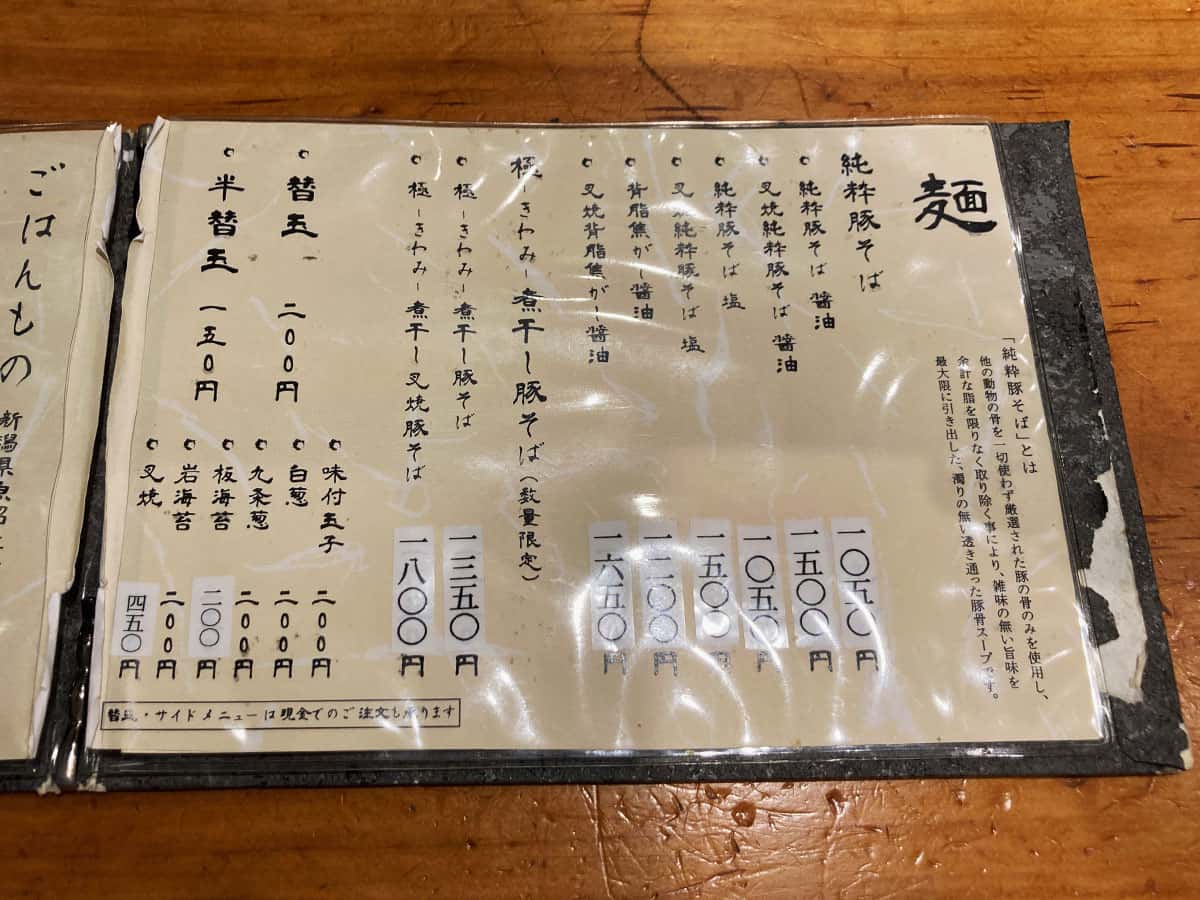 麺
「純粋豚そば」とは
他の動物の骨を一切使わず厳選された豚の骨のみを使用し、
余計な脂を限りなく取り除く事により、雑味の無い旨味を
最大限に引き出した、濁りの無い透き通った豚骨スープです。
純粋豚そば
純粋豚そば 醤油 一〇五〇円
叉焼純粋豚そば 醤油 一五〇〇円
純粋豚そば 塩 一〇五〇円
叉焼純粋豚そば 塩 一五〇〇円
背脂焦がし醤油 一二〇〇円
叉焼背脂焦がし醤油 一六五〇円
極ーきわみー煮干し豚そば(数量限定)
極ーきわみー煮干し豚そば 一三五〇円
極ーきわみー煮干し叉焼豚そば 一八〇〇円
替玉 二〇〇円
半替玉 一五〇円
味付玉子 二〇〇円
白葱 二〇〇円
九条葱 二〇〇円
板海苔 二〇〇円
岩海苔 二〇〇円
叉焼 四五〇円
替玉・サイドメニューは現金でのご注文も承ります
ごはんもの
新潟県魚沼